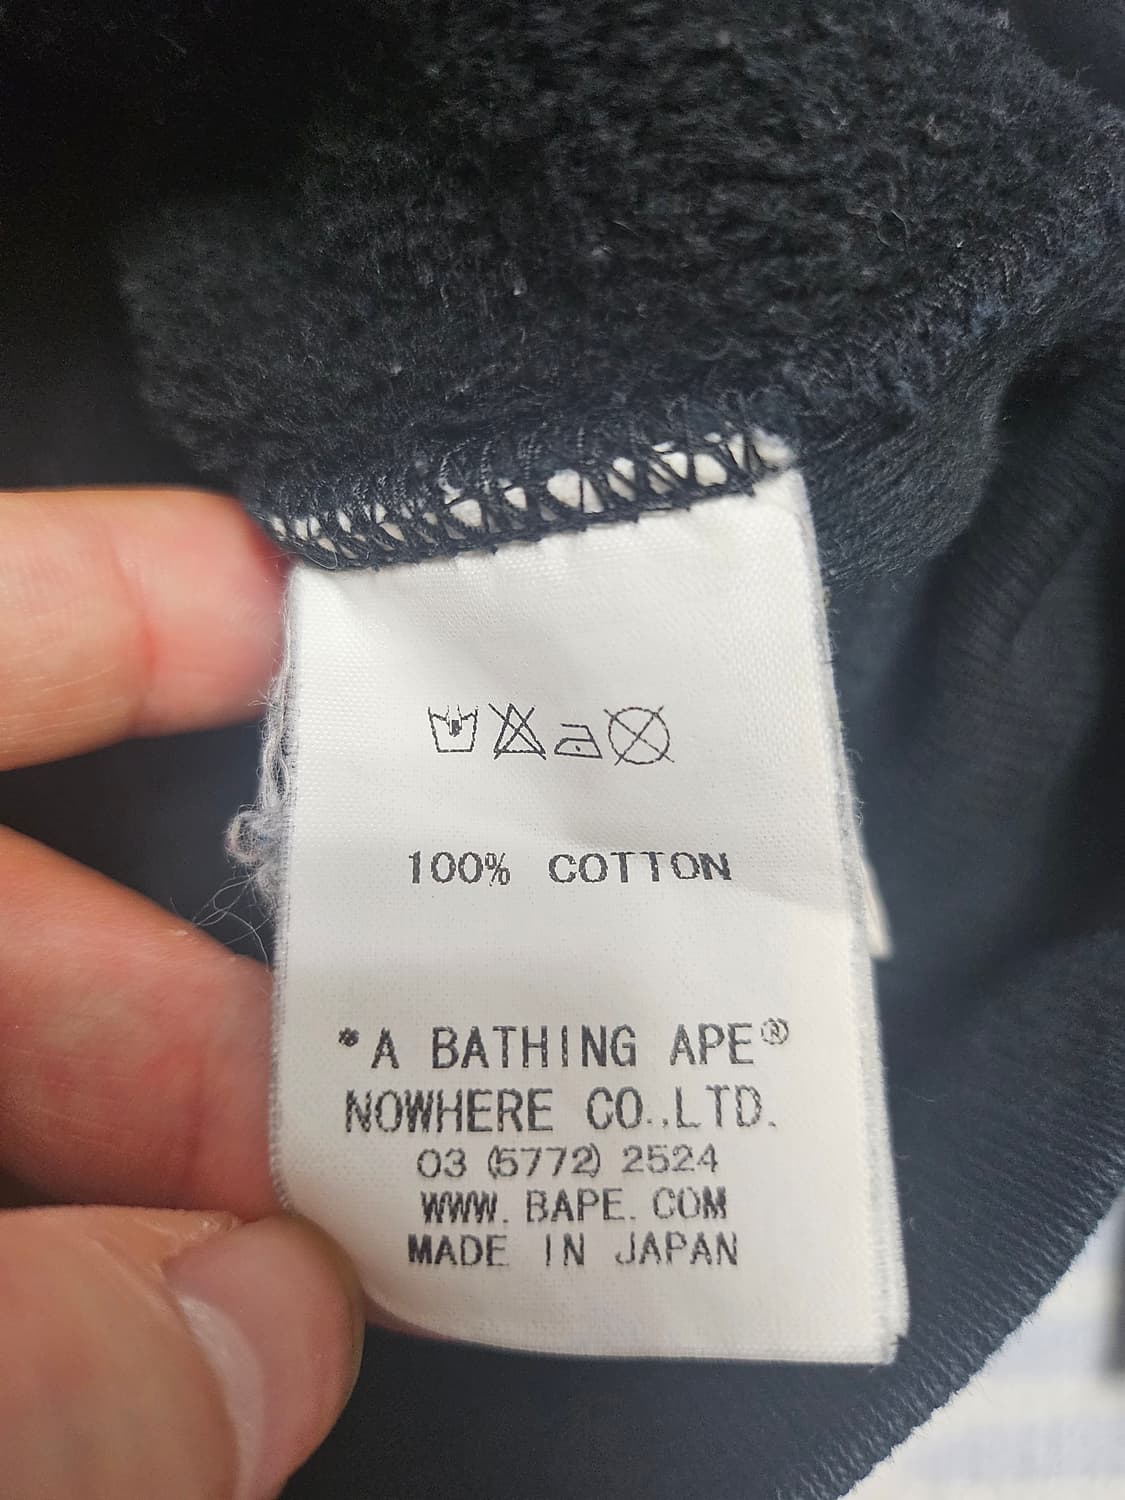 100% COTTON
*A BATHING APE®
NOWHERE CO.,LTD.
03 (5772) 2524
WWW. BAPE. COM
MADE IN JAPAN